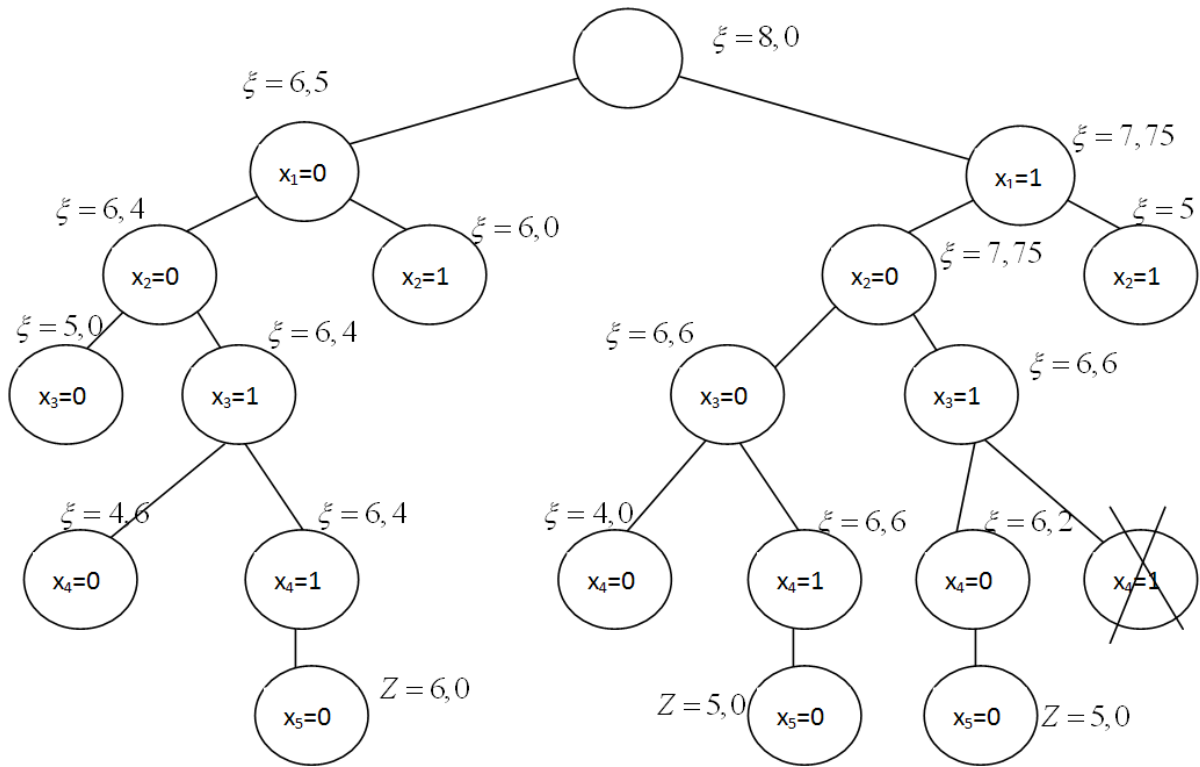 ξ = 8,0
ξ = 6,5
x₁=0
x₁=1
ξ = 7,75
ξ = 6,4
ξ = 6,0
ξ = 7,75
ξ = 5
x₂=0
x₂=1
x₂=0
x₂=1
ξ = 5,0
ξ = 6,4
ξ = 6,6
ξ = 6,6
x₃=0
x₃=1
x₃=0
x₃=1
ξ = 4,6
ξ = 6,4
ξ = 4,0
ξ = 6,6
ξ = 6,2
x₄=0
x₄=1
x₄=0
x₄=1
x₄=0
x₄=1
x₅=0
Z = 6,0
Z = 5,0
x₅=0
x₅=0
Z = 5,0